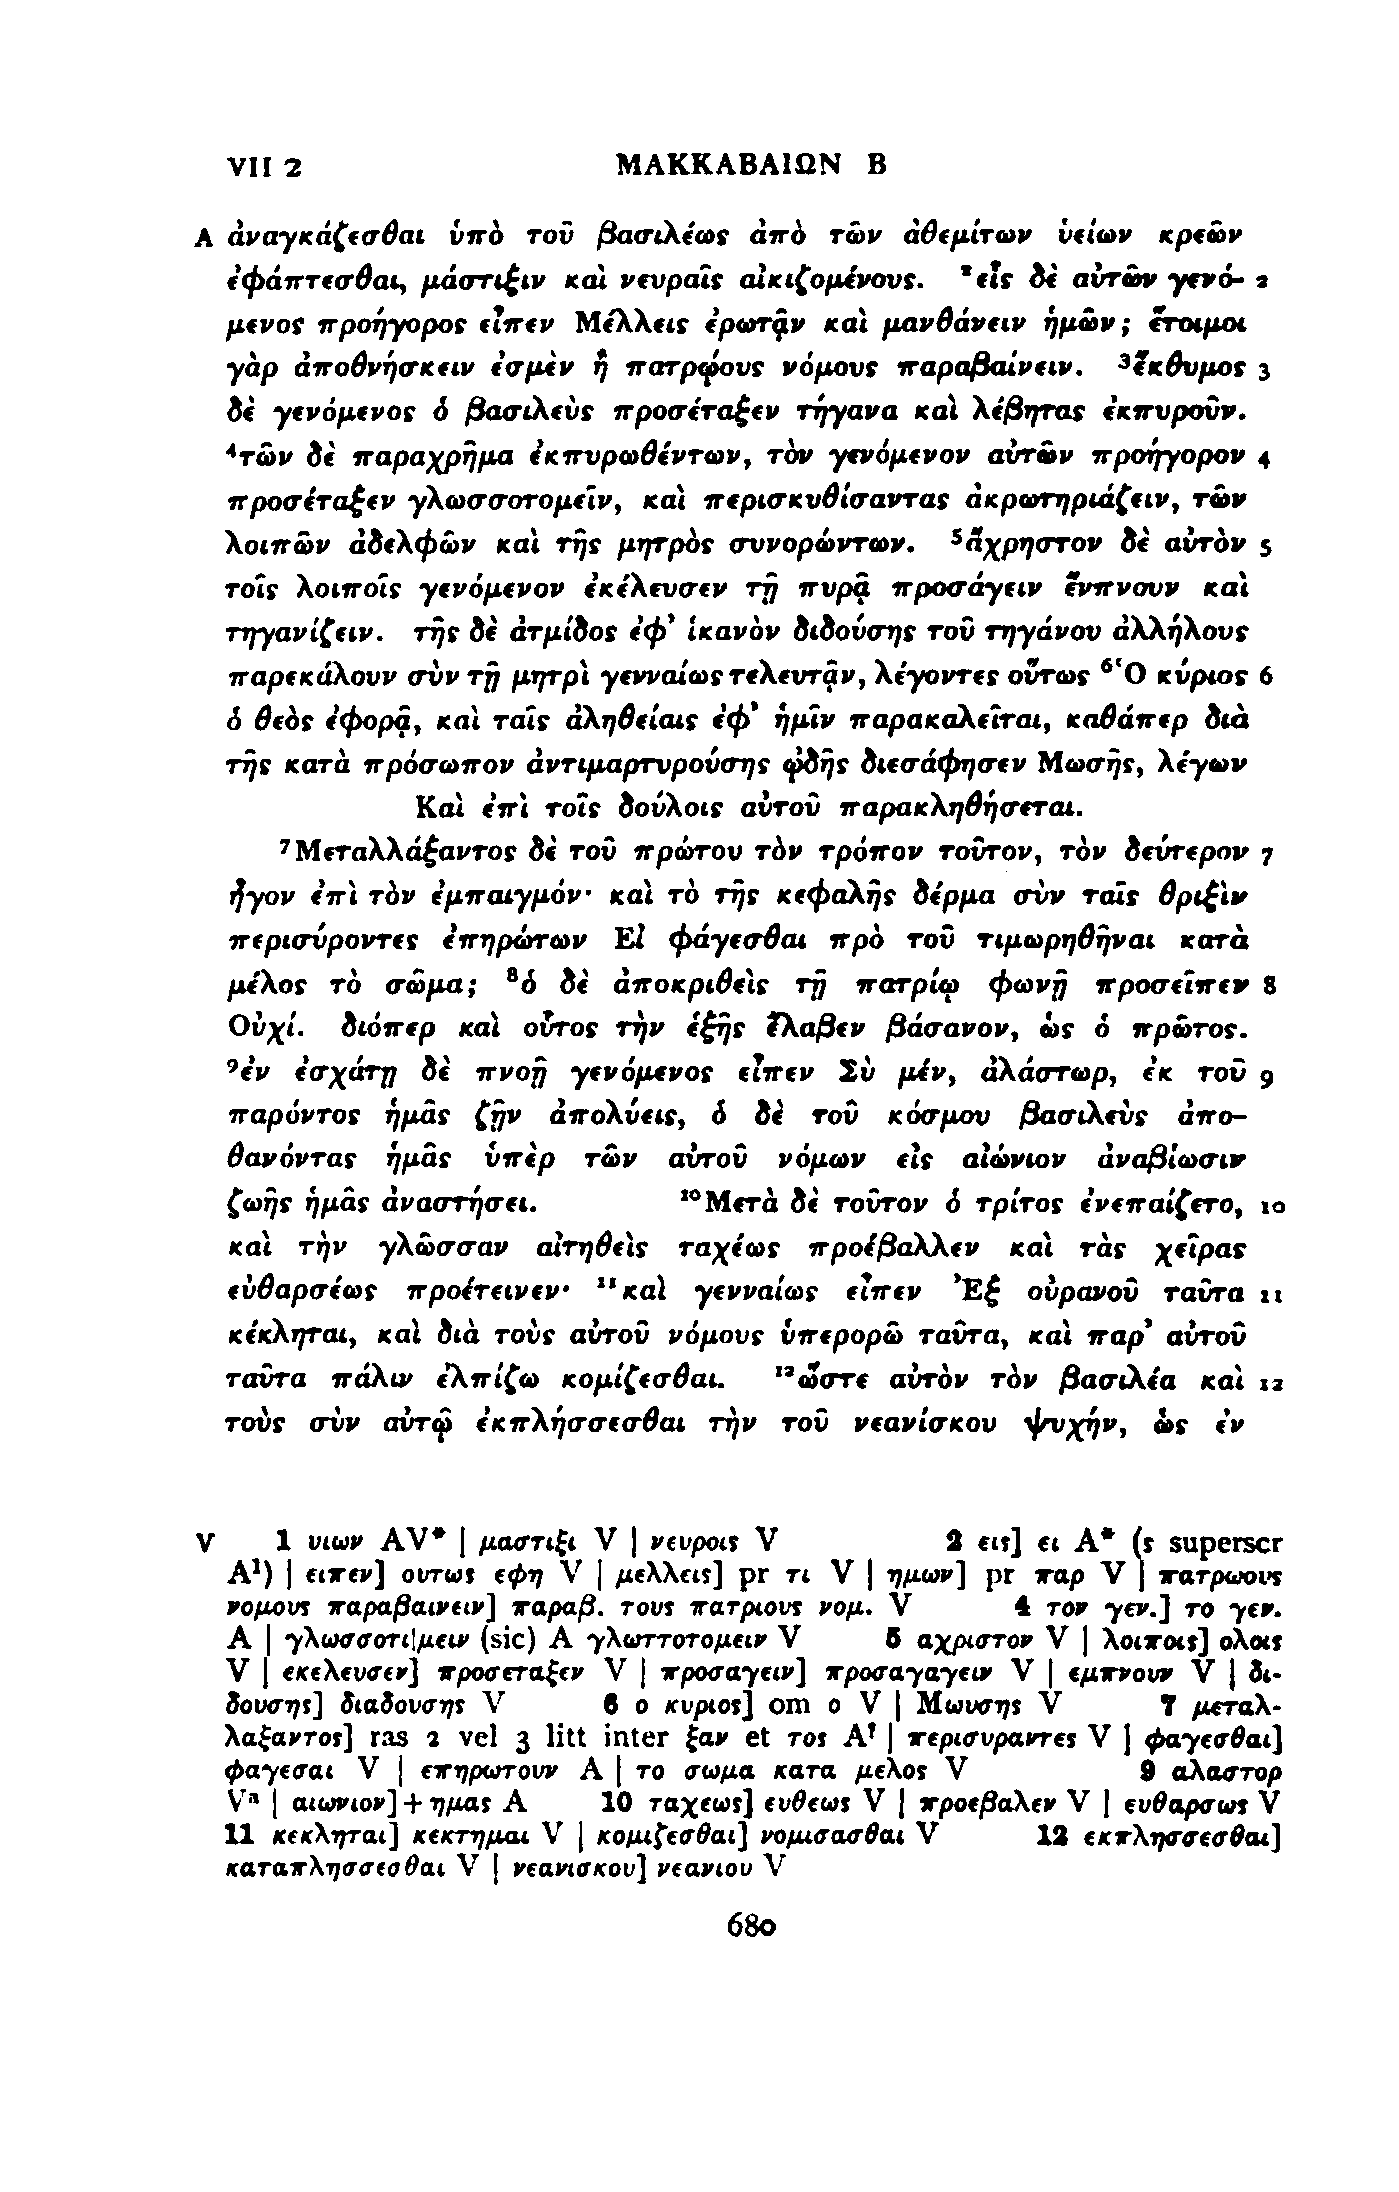 VII 2 ΜΑΚΚΑΒΑΙΩΝ Β
A ἀναγκάζεσθαι ὑπὸ τοῦ βασιλέως ἀπὸ τῶν ἀθεμίτων ὑείων κρεῶν
ἐφάπτεσθαι, μάστιξιν καὶ νευραῖς αἰκιζομένους. ²εἷς δὲ αὐτῶν γενό- 2
μενος προήγορος εἶπεν Μέλλεις ἐρωτᾷν καὶ μανθάνειν ἡμῶν; ἕτοιμοι
γὰρ ἀποθνήσκειν ἐσμὲν ἢ πατρῴους νόμους παραβαίνειν. ³ἔκθυμος 3
δὲ γενόμενος ὁ βασιλεὺς προσέταξεν τήγανα καὶ λέβητας ἐκπυροῦν.
⁴τῶν δὲ παραχρῆμα ἐκπυρωθέντων, τὸν γενόμενον αὐτῶν προήγορον 4
προσέταξεν γλωσσοτομεῖν, καὶ περισκυθίσαντας ἀκρωτηριάζειν, τῶν
λοιπῶν ἀδελφῶν καὶ τῆς μητρὸς συνορώντων. ⁵ἄχρηστον δὲ αὐτὸν 5
τοῖς λοιποῖς γενόμενον ἐκέλευσεν τῇ πυρᾷ προσάγειν ἔνπνουν καὶ
τηγανίζειν. τῆς δὲ ἀτμίδος ἐφ᾽ ἱκανὸν διδούσης τοῦ τηγάνου ἀλλήλους
παρεκάλουν σὺν τῇ μητρὶ γενναίως τελευτᾷν, λέγοντες οὕτως ⁶Ὁ κύριος 6
ὁ θεὸς ἐφορᾷ, καὶ ταῖς ἀληθείαις ἐφ᾽ ἡμῖν παρακαλεῖται, καθάπερ διὰ
τῆς κατὰ πρόσωπον ἀντιμαρτυρούσης ᾠδῆς διεσάφησεν Μωσῆς, λέγων
Καὶ ἐπὶ τοῖς δούλοις αὐτοῦ παρακληθήσεται.
⁷Μεταλλάξαντος δὲ τοῦ πρώτου τὸν τρόπον τοῦτον, τὸν δεύτερον 7
ἦγον ἐπὶ τὸν ἐμπαιγμόν· καὶ τὸ τῆς κεφαλῆς δέρμα σὺν ταῖς θριξὶν
περισύροντες ἐπηρώτων Εἰ φάγεσθαι πρὸ τοῦ τιμωρηθῆναι κατὰ
μέλος τὸ σῶμα; ⁸ὁ δὲ ἀποκριθεὶς τῇ πατρίῳ φωνῇ προσεῖπεν 8
Οὐχί. διόπερ καὶ οὗτος τὴν ἑξῆς ἔλαβεν βάσανον, ὡς ὁ πρῶτος.
⁹ἐν ἐσχάτῃ δὲ πνοῇ γενόμενος εἶπεν Σὺ μέν, ἀλάστωρ, ἐκ τοῦ 9
παρόντος ἡμᾶς ζῇν ἀπολύεις, ὁ δὲ τοῦ κόσμου βασιλεὺς ἀπο-
θανόντας ἡμᾶς ὑπὲρ τῶν αὐτοῦ νόμων εἰς αἰώνιον ἀναβίωσιν
ζωῆς ἡμᾶς ἀναστήσει. ¹⁰Μετὰ δὲ τοῦτον ὁ τρίτος ἐνεπαίζετο, 10
καὶ τὴν γλῶσσαν αἰτηθεὶς ταχέως προέβαλλεν καὶ τὰς χεῖρας
εὐθαρσέως προέτεινεν· ¹¹καὶ γενναίως εἶπεν Ἐξ οὐρανοῦ ταῦτα 11
κέκληται, καὶ διὰ τοὺς αὐτοῦ νόμους ὑπερορῶ ταῦτα, καὶ παρ᾽ αὐτοῦ
ταῦτα πάλιν ἐλπίζω κομίζεσθαι. ¹²ὥστε αὐτὸν τὸν βασιλέα καὶ 12
τοὺς σὺν αὐτῷ ἐκπλήσσεσθαι τὴν τοῦ νεανίσκου ψυχήν, ὡς ἐν
V 1 υιων AV* | μαστιξι V | νευροις V 2 εις] ει A* (ς superscr
A¹) | ειπεν] ουτως εφη V | μελλεις] pr τι V | ημων] pr παρ V | πατρωους
νομους παραβαινειν] παραβ. τους πατριους νομ. V 4 τον γεν.] το γεν.
A | γλωσσοτι|μειν (sic) A γλωττοτομειν V 5 αχριστον V | λοιποις] ολοις
V | εκελευσεν] προσεταξεν V | προσαγειν] προσαγαγειν V | εμπνουν V | δι-
δουσης] διαδουσης V 6 ο κυριος] om ο V | Μωυσης V 7 μεταλ-
λαξαντος] ras 2 vel 3 litt inter ξαν et τος A? | περισυραντες V | φαγεσθαι]
φαγεσαι V | επηρωτουν A | το σωμα κατα μελος V 9 αλαστορ
Vᵃ | αιωνιον]+ημας A 10 ταχεως] ευθεως V | προεβαλεν V | ευθαρσως V
11 κεκληται] κεκτημαι V | κομιζεσθαι] νομισασθαι V 12 εκπλησσεσθαι]
καταπλησσεσθαι V | νεανισκου] νεανιου V
680